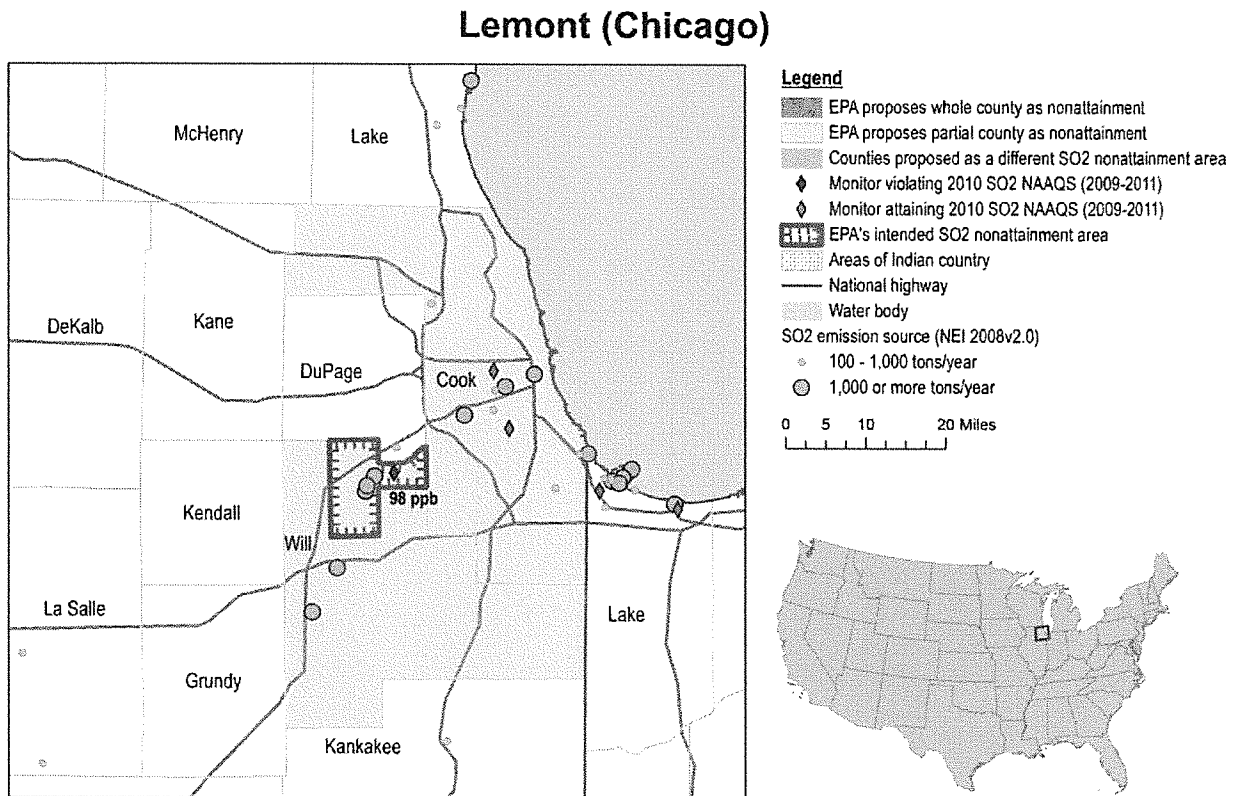 Lemont (Chicago)
McHenry
Lake
DeKalb
Kane
DuPage
Cook
98 ppb
Kendall
Will
La Salle
Grundy
Lake
Kankakee
Legend
EPA proposes whole county as nonattainment
EPA proposes partial county as nonattainment
Counties proposed as a different SO2 nonattainment area
Monitor violating 2010 SO2 NAAQS (2009-2011)
Monitor attaining 2010 SO2 NAAQS (2009-2011)
EPA's intended SO2 nonattainment area
Areas of Indian country
National highway
Water body
SO2 emission source (NEI 2008v2.0)
100 - 1,000 tons/year
1,000 or more tons/year
0 5 10 20 Miles